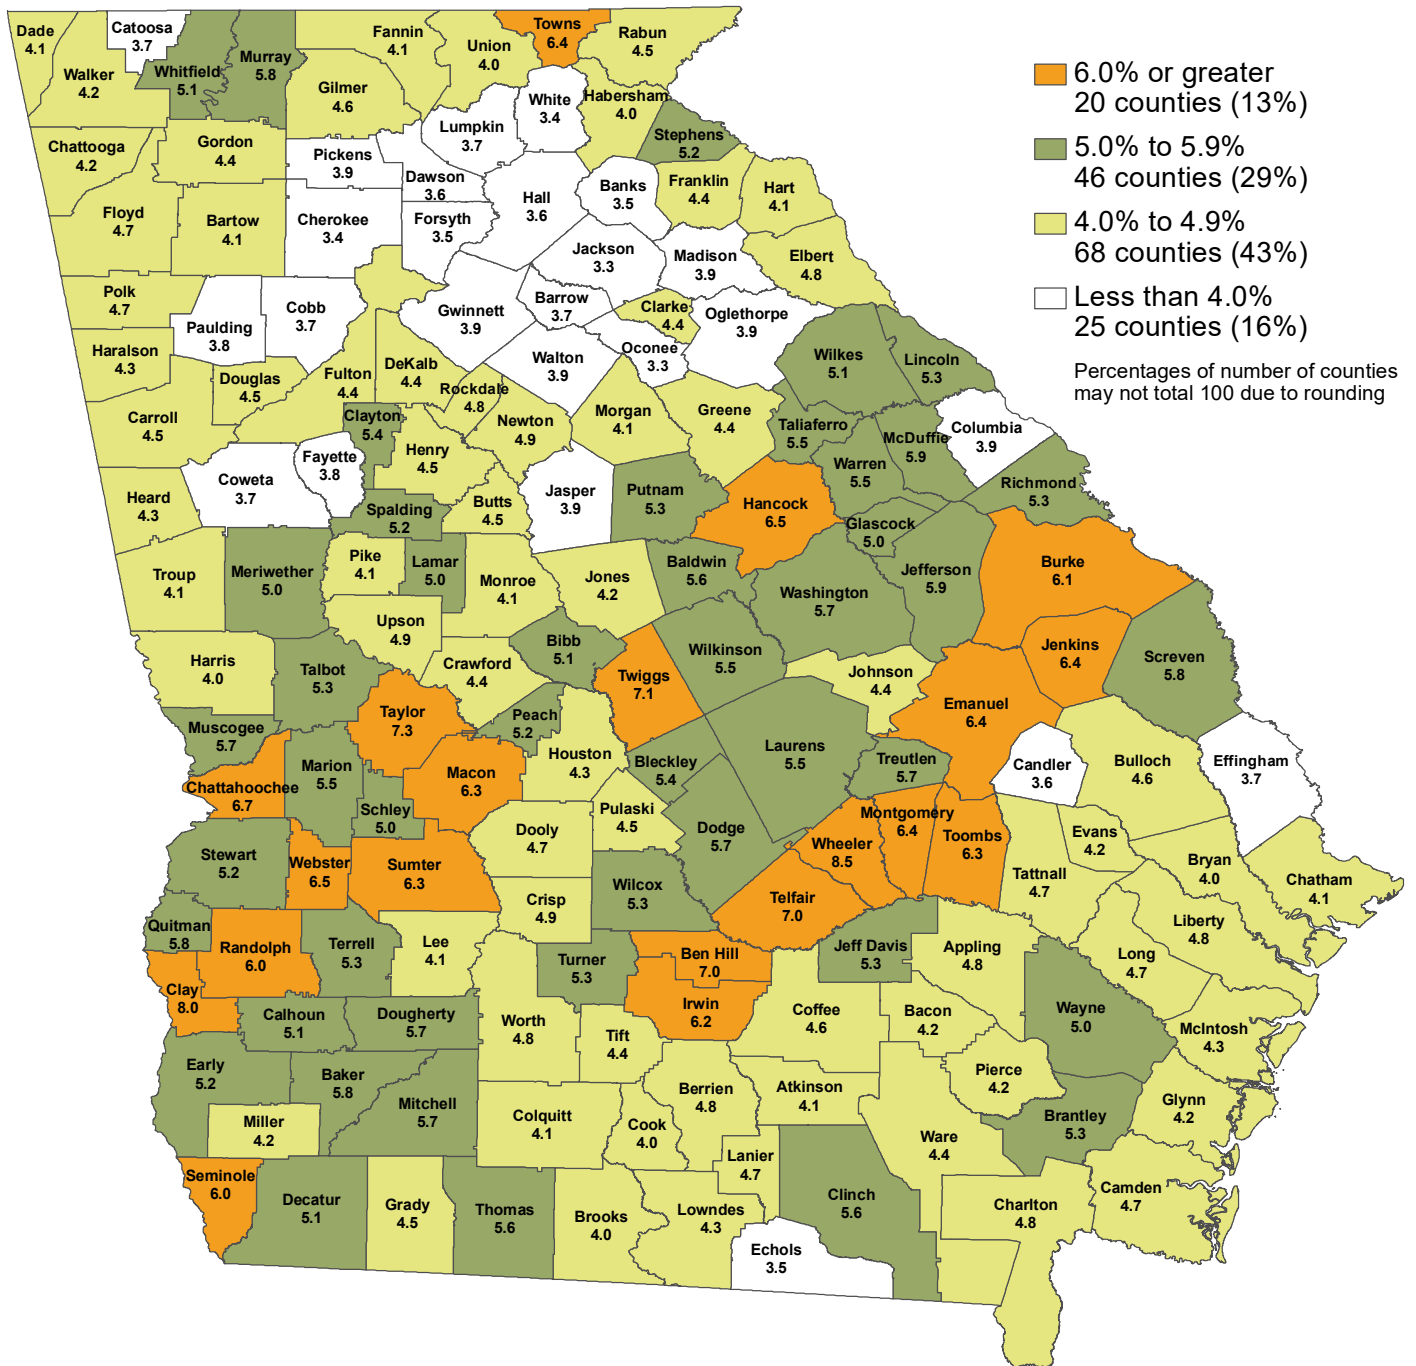 Dade
4.1
Catoosa
3.7
Walker
4.2
Whitfield
5.1
Murray
5.8
Fannin
4.1
Union
4.0
Towns
6.4
Rabun
4.5
Gilmer
4.6
Lumpkin
3.7
White
3.4
Habersham
4.0
Stephens
5.2
Chattooga
4.2
Gordon
4.4
Pickens
3.9
Dawson
3.6
Hall
3.6
Banks
3.5
Franklin
4.4
Hart
4.1
Floyd
4.7
Bartow
4.1
Cherokee
3.4
Forsyth
3.5
Jackson
3.3
Madison
3.9
Elbert
4.8
Polk
4.7
Paulding
3.8
Cobb
3.7
Gwinnett
3.9
Barrow
3.7
Clarke
4.4
Oglethorpe
3.9
Oconee
3.3
Wilkes
5.1
Lincoln
5.3
Haralson
4.3
Douglas
4.5
Fulton
4.4
DeKalb
4.4
Rockdale
4.8
Walton
3.9
Newton
4.9
Morgan
4.1
Greene
4.4
Taliaferro
5.5
McDuffie
5.9
Columbia
3.9
Carroll
4.5
Clayton
5.4
Henry
4.5
Fayette
3.8
Coweta
3.7
Warren
5.5
Richmond
5.3
Heard
4.3
Spalding
5.2
Butts
4.5
Jasper
3.9
Putnam
5.3
Hancock
6.5
Glascock
5.0
Jefferson
5.9
Burke
6.1
Troup
4.1
Meriwether
5.0
Pike
4.1
Lamar
5.0
Monroe
4.1
Jones
4.2
Baldwin
5.6
Washington
5.7
Upson
4.9
Bibb
5.1
Wilkinson
5.5
Jenkins
6.4
Screven
5.8
Harris
4.0
Talbot
5.3
Crawford
4.4
Twiggs
7.1
Johnson
4.4
Emanuel
6.4
Muscogee
5.7
Taylor
7.3
Peach
5.2
Houston
4.3
Bleckley
5.4
Laurens
5.5
Treutlen
5.7
Candler
3.6
Bulloch
4.6
Effingham
3.7
Chattahoochee
6.7
Marion
5.5
Schley
5.0
Macon
6.3
Pulaski
4.5
Dooly
4.7
Dodge
5.7
Wheeler
8.5
Montgomery
6.4
Toombs
6.3
Evans
4.2
Stewart
5.2
Webster
6.5
Sumter
6.3
Tattnall
4.7
Bryan
4.0
Chatham
4.1
Crisp
4.9
Wilcox
5.3
Telfair
7.0
Liberty
4.8
Quitman
5.8
Randolph
6.0
Terrell
5.3
Lee
4.1
Turner
5.3
Ben Hill
7.0
Jeff Davis
5.3
Appling
4.8
Long
4.7
Clay
8.0
Calhoun
5.1
Dougherty
5.7
Worth
4.8
Tift
4.4
Irwin
6.2
Coffee
4.6
Bacon
4.2
Wayne
5.0
McIntosh
4.3
Early
5.2
Baker
5.8
Mitchell
5.7
Colquitt
4.1
Cook
4.0
Berrien
4.8
Atkinson
4.1
Pierce
4.2
Brantley
5.3
Glynn
4.2
Miller
4.2
Ware
4.4
Lanier
4.7
Seminole
6.0
Decatur
5.1
Grady
4.5
Thomas
5.6
Brooks
4.0
Lowndes
4.3
Clinch
5.6
Charlton
4.8
Camden
4.7
Echols
3.5
6.0% or greater
20 counties (13%)
5.0% to 5.9%
46 counties (29%)
4.0% to 4.9%
68 counties (43%)
Less than 4.0%
25 counties (16%)
Percentages of number of counties
may not total 100 due to rounding